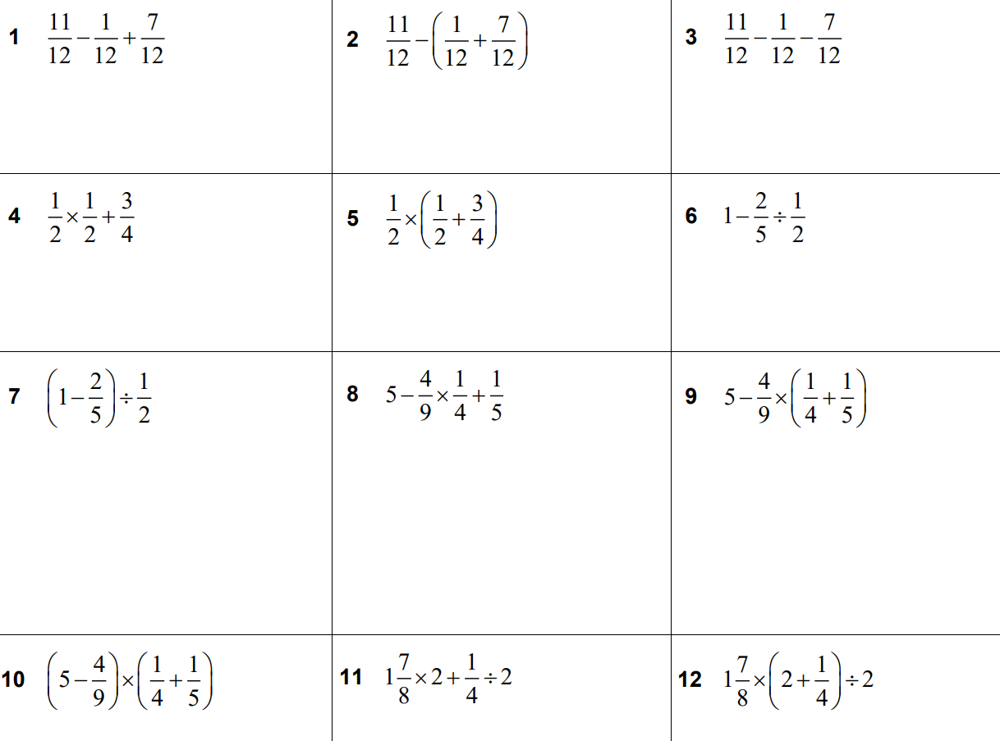 1 11/12 − 1/12 + 7/12
2 11/12 − (1/12 + 7/12)
3 11/12 − 1/12 − 7/12
4 1/2 × 1/2 + 3/4
5 1/2 × (1/2 + 3/4)
6 1 − 2/5 ÷ 1/2
7 (1 − 2/5) ÷ 1/2
8 5 − 4/9 × 1/4 + 1/5
9 5 − 4/9 × (1/4 + 1/5)
10 (5 − 4/9) × (1/4 + 1/5)
11 1 7/8 × 2 + 1/4 ÷ 2
12 1 7/8 × (2 + 1/4) ÷ 2